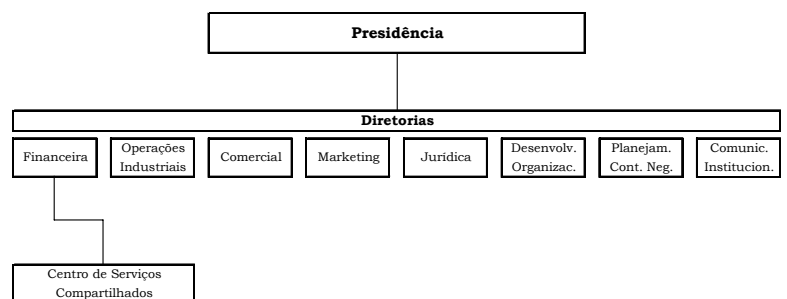 Presidência
Diretorias
Financeira
Operações
Industriais
Comercial
Marketing
Jurídica
Desenvolv.
Organizac.
Planejam.
Cont. Neg.
Comunic.
Institucion.
Centro de Serviços
Compartilhados